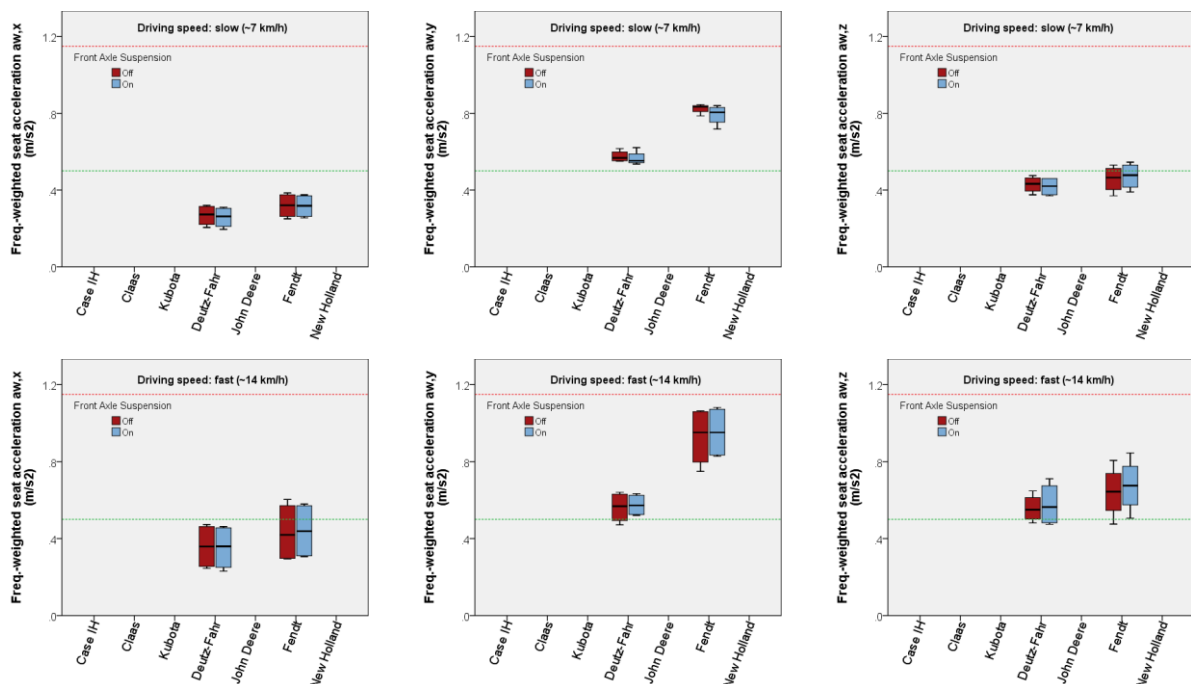 Freq.-weighted seat acceleration aw,x
(m/s2)
Driving speed: slow (~7 km/h)
Front Axle Suspension
Off
On
1.2
.8
.4
.0
Case IH
Claas
Kubota
Deutz-Fahr
John Deere
Fendt
New Holland
Freq.-weighted seat acceleration aw,y
(m/s2)
Driving speed: slow (~7 km/h)
Front Axle Suspension
Off
On
1.2
.8
.4
.0
Case IH
Claas
Kubota
Deutz-Fahr
John Deere
Fendt
New Holland
Freq.-weighted seat acceleration aw,z
(m/s2)
Driving speed: slow (~7 km/h)
Front Axle Suspension
Off
On
1.2
.8
.4
.0
Case IH
Claas
Kubota
Deutz-Fahr
John Deere
Fendt
New Holland
Freq.-weighted seat acceleration aw,x
(m/s2)
Driving speed: fast (~14 km/h)
Front Axle Suspension
Off
On
1.2
.8
.4
.0
Case IH
Claas
Kubota
Deutz-Fahr
John Deere
Fendt
New Holland
Freq.-weighted seat acceleration aw,y
(m/s2)
Driving speed: fast (~14 km/h)
Front Axle Suspension
Off
On
1.2
.8
.4
.0
Case IH
Claas
Kubota
Deutz-Fahr
John Deere
Fendt
New Holland
Freq.-weighted seat acceleration aw,z
(m/s2)
Driving speed: fast (~14 km/h)
Front Axle Suspension
Off
On
1.2
.8
.4
.0
Case IH
Claas
Kubota
Deutz-Fahr
John Deere
Fendt
New Holland